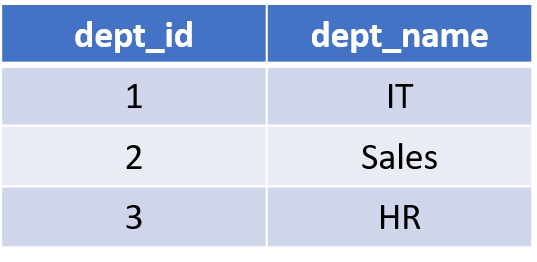 dept_id dept_name
1 IT
2 Sales
3 HR